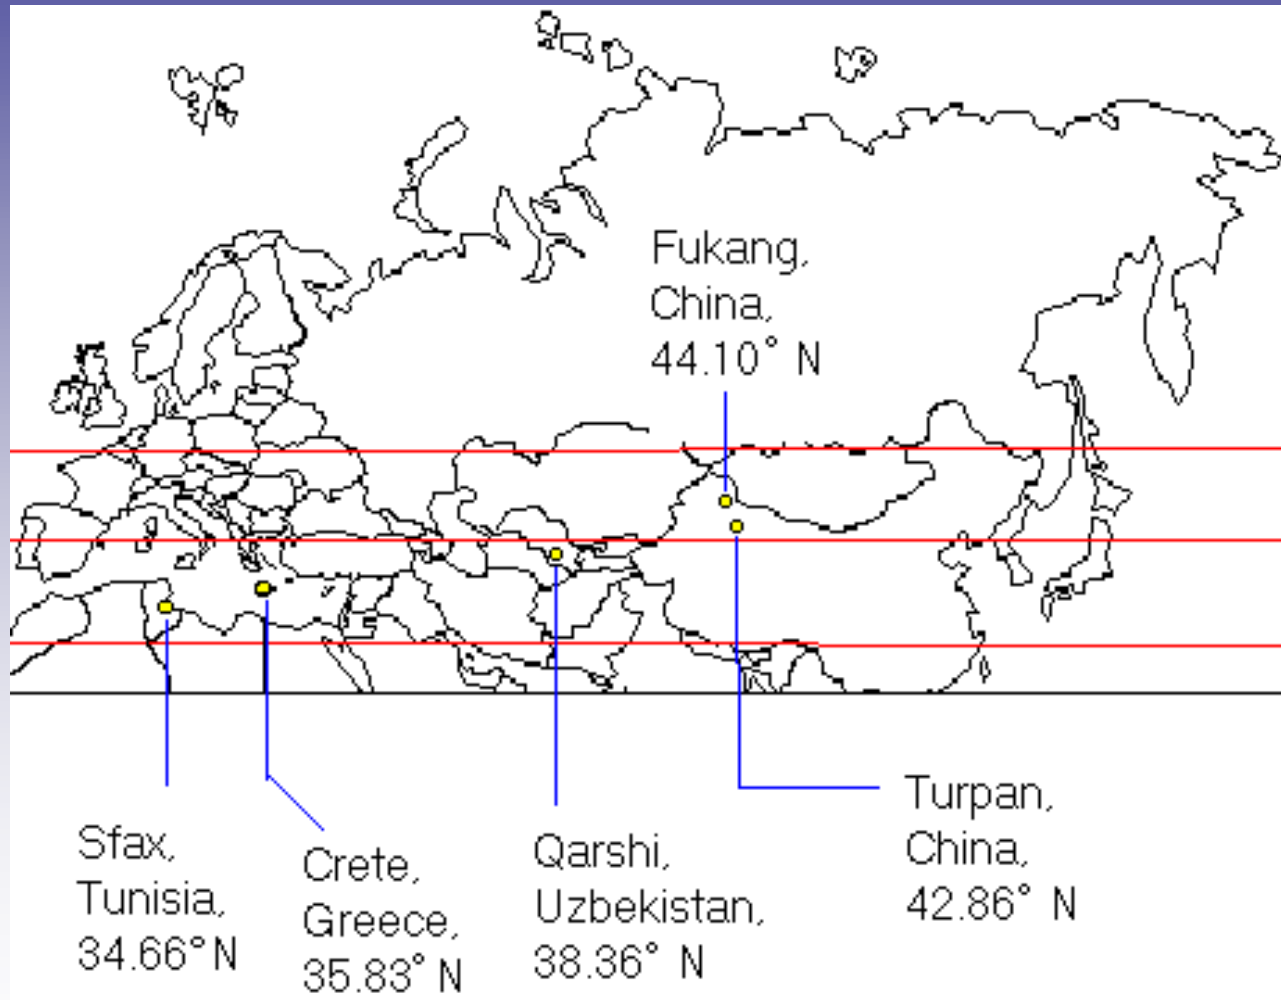 Fukang,
China,
44.10° N
Sfax,
Tunisia,
34.66° N
Crete,
Greece,
35.83° N
Qarshi,
Uzbekistan,
38.36° N
Turpan,
China,
42.86° N